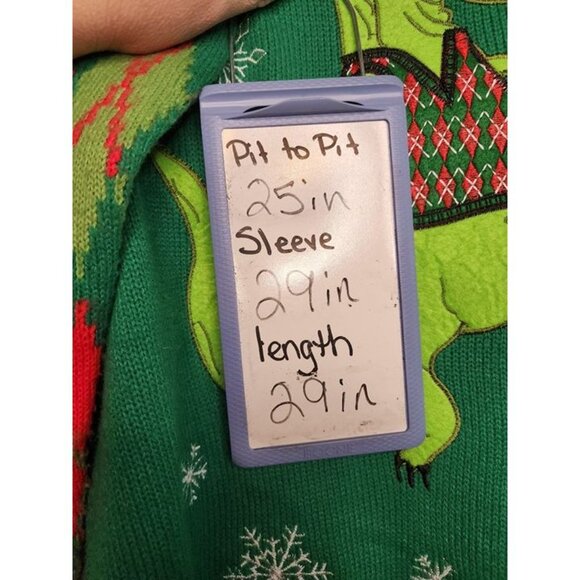 Pit to Pit
25in
Sleeve
29in
length
29in